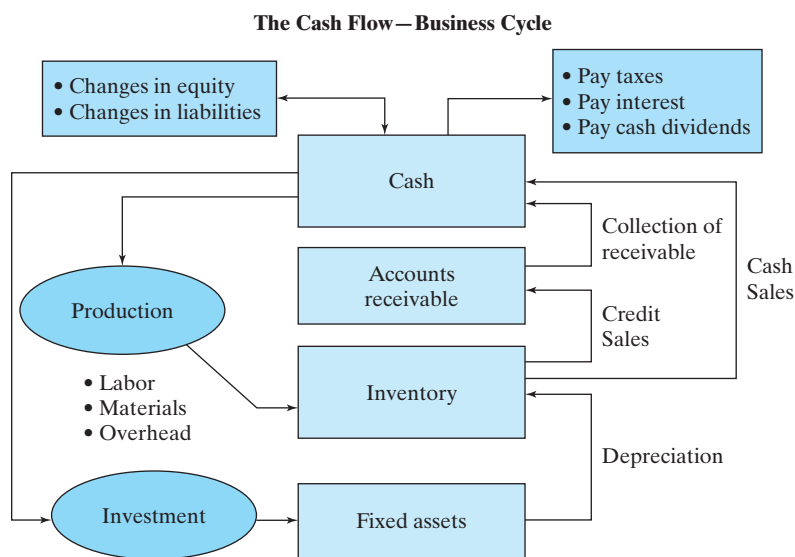 The Cash Flow—Business Cycle
• Changes in equity
• Changes in liabilities
• Pay taxes
• Pay interest
• Pay cash dividends
Cash
Collection of
receivable
Accounts
receivable
Cash
Sales
Production
Credit
Sales
• Labor
• Materials
• Overhead
Inventory
Depreciation
Investment
Fixed assets